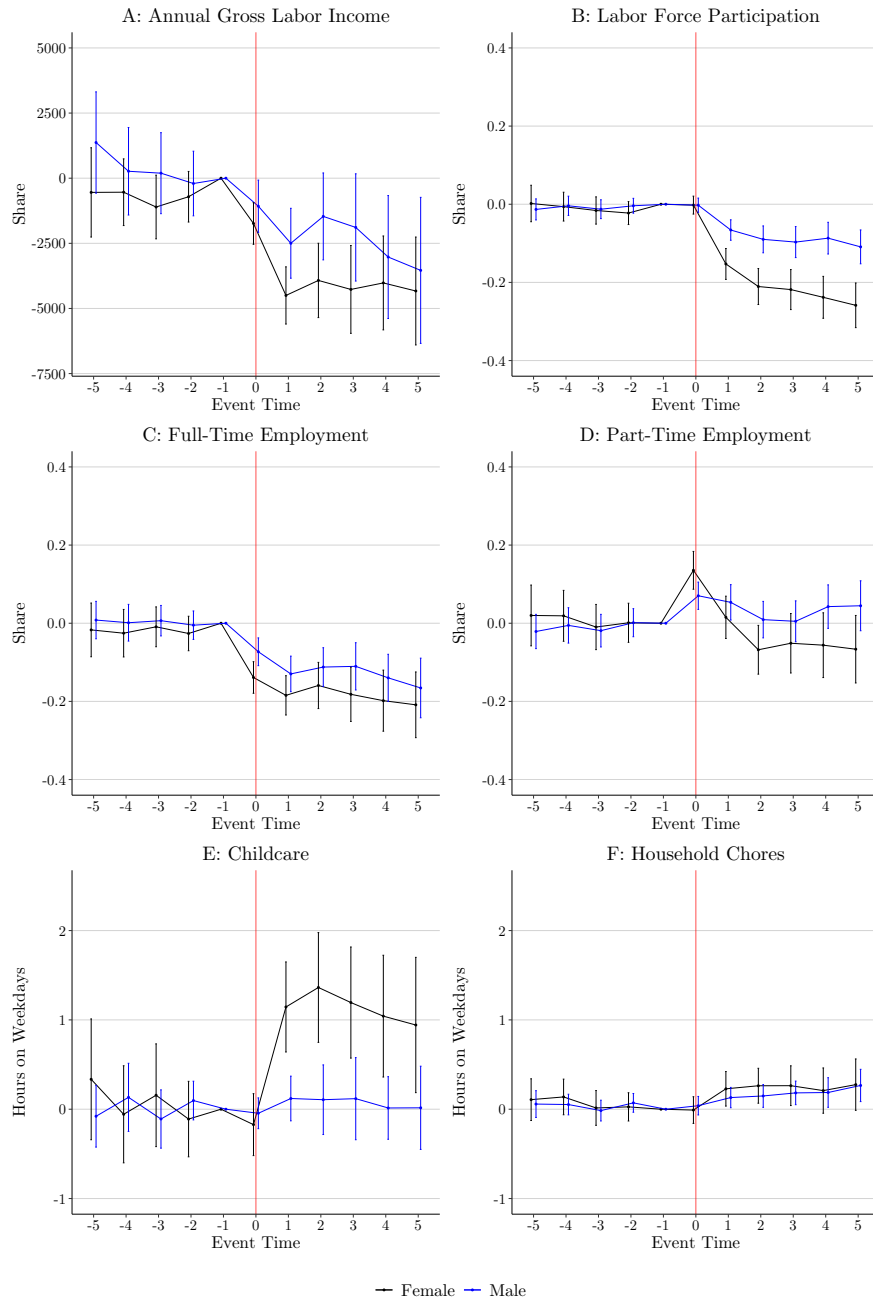 A: Annual Gross Labor Income
Share
5000
2500
0
-2500
-5000
-7500
-5 -4 -3 -2 -1 0 1 2 3 4 5
Event Time
B: Labor Force Participation
Share
0.4
0.2
0.0
-0.2
-0.4
-5 -4 -3 -2 -1 0 1 2 3 4 5
Event Time
C: Full-Time Employment
Share
0.4
0.2
0.0
-0.2
-0.4
-5 -4 -3 -2 -1 0 1 2 3 4 5
Event Time
D: Part-Time Employment
Share
0.4
0.2
0.0
-0.2
-0.4
-5 -4 -3 -2 -1 0 1 2 3 4 5
Event Time
E: Childcare
Hours on Weekdays
2
1
0
-1
-5 -4 -3 -2 -1 0 1 2 3 4 5
Event Time
F: Household Chores
Hours on Weekdays
2
1
0
-1
-5 -4 -3 -2 -1 0 1 2 3 4 5
Event Time
Female Male